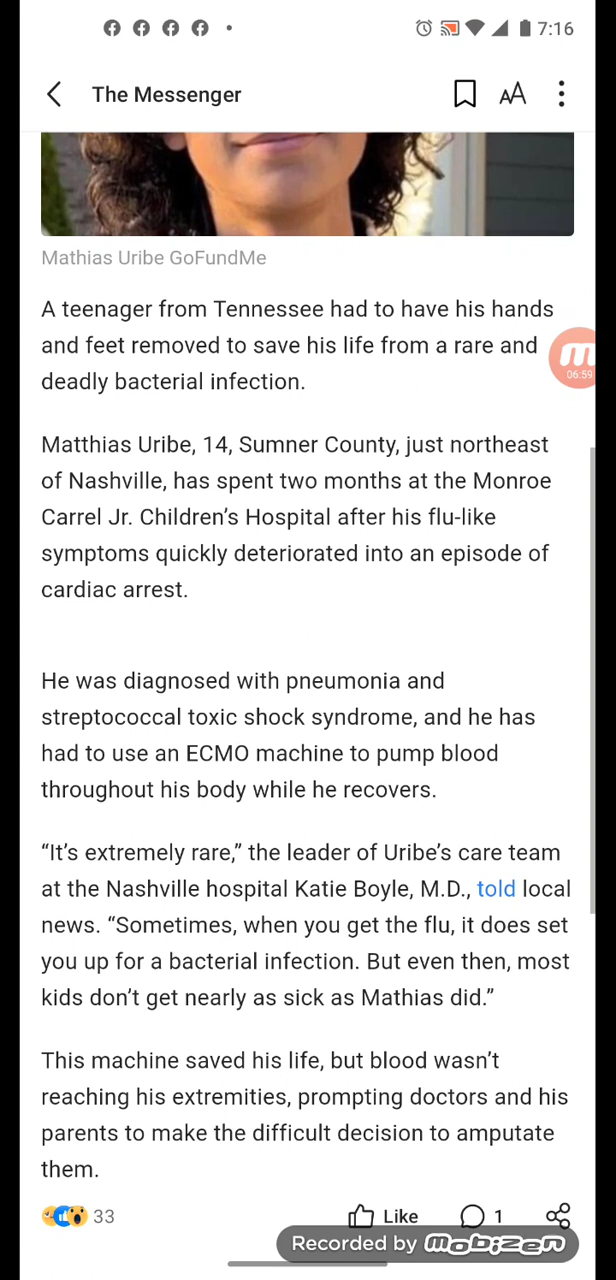 7:16
The Messenger
AA
Mathias Uribe GoFundMe
A teenager from Tennessee had to have his hands
and feet removed to save his life from a rare and
deadly bacterial infection.
06:59
Matthias Uribe, 14, Sumner County, just northeast
of Nashville, has spent two months at the Monroe
Carrel Jr. Children’s Hospital after his flu-like
symptoms quickly deteriorated into an episode of
cardiac arrest.
He was diagnosed with pneumonia and
streptococcal toxic shock syndrome, and he has
had to use an ECMO machine to pump blood
throughout his body while he recovers.
“It’s extremely rare,” the leader of Uribe’s care team
at the Nashville hospital Katie Boyle, M.D., told local
news. “Sometimes, when you get the flu, it does set
you up for a bacterial infection. But even then, most
kids don’t get nearly as sick as Mathias did.”
This machine saved his life, but blood wasn’t
reaching his extremities, prompting doctors and his
parents to make the difficult decision to amputate
them.
33 Like 1
Recorded by mobizen